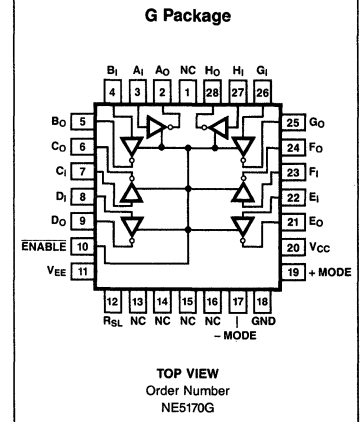 G Package
BI AI AO NC HO HI GI
4 3 2 1 28 27 26
BO 5 25 GO
CO 6 24 FO
CI 7 23 FI
DI 8 22 EI
DO 9 21 EO
ENABLE 10 20 VCC
VEE 11 19 + MODE
12 13 14 15 16 17 18
RSL NC NC NC NC | GND
– MODE
TOP VIEW
Order Number
NE5170G